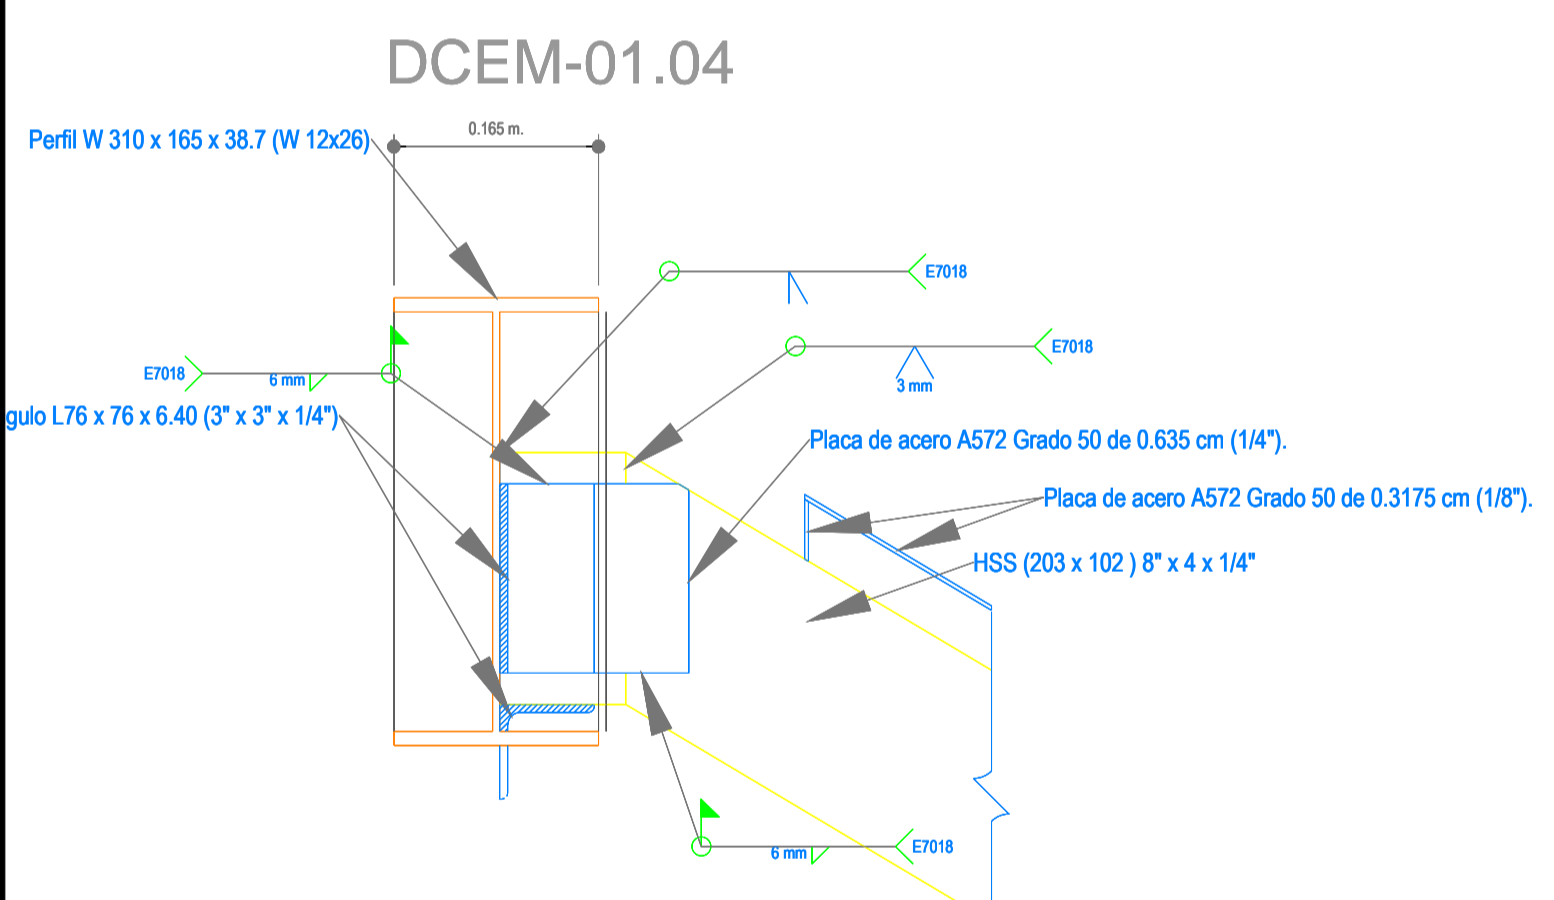 DCEM-01.04
0.165 m.
Perfil W 310 x 165 x 38.7 (W 12x26)
E7018
E7018
3 mm
E7018
6 mm
gulo L76 x 76 x 6.40 (3" x 3" x 1/4")
Placa de acero A572 Grado 50 de 0.635 cm (1/4").
Placa de acero A572 Grado 50 de 0.3175 cm (1/8").
HSS (203 x 102 ) 8" x 4 x 1/4"
6 mm
E7018